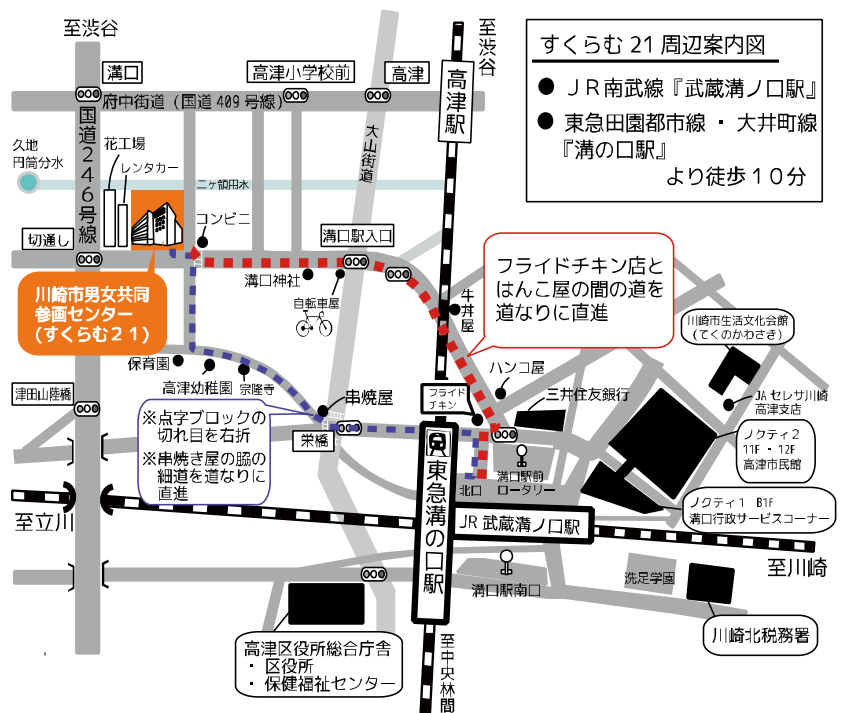 至渋谷
至渋谷
溝口
高津小学校前
高津
すくらむ21周辺案内図
● JR南武線『武蔵溝ノ口駅』
● 東急田園都市線・大井町線
『溝の口駅』
より徒歩10分
府中街道(国道409号線)
高津駅
国道246号線
大山街道
久地
円筒分水
花工場
レンタカー
ニヶ領用水
コンビニ
切通し
溝口駅入口
溝口神社
自転車屋
フライドチキン店と
はんこ屋の間の道を
道なりに直進
川崎市男女共同
参画センター
(すくらむ21)
牛丼屋
川崎市生活文化会館
(てくのかわさき)
保育園
高津幼稚園
宗隆寺
ハンコ屋
津田山陸橋
串焼屋
フライド
チキン
三井住友銀行
JA セレサ川崎
高津支店
※点字ブロックの
切れ目を右折
※串焼き屋の脇の
細道を道なりに
直進
栄橋
ノクティ2
11F・12F
高津市民館
東急溝の口駅
溝口駅前
ロータリー
北口
ノクティ1 B1F
溝口行政サービスコーナー
至立川
JR 武蔵溝ノ口駅
至川崎
溝口駅南口
洗足学園
川崎北税務署
高津区役所総合庁舎
・区役所
・保健福祉センター
至中央林間